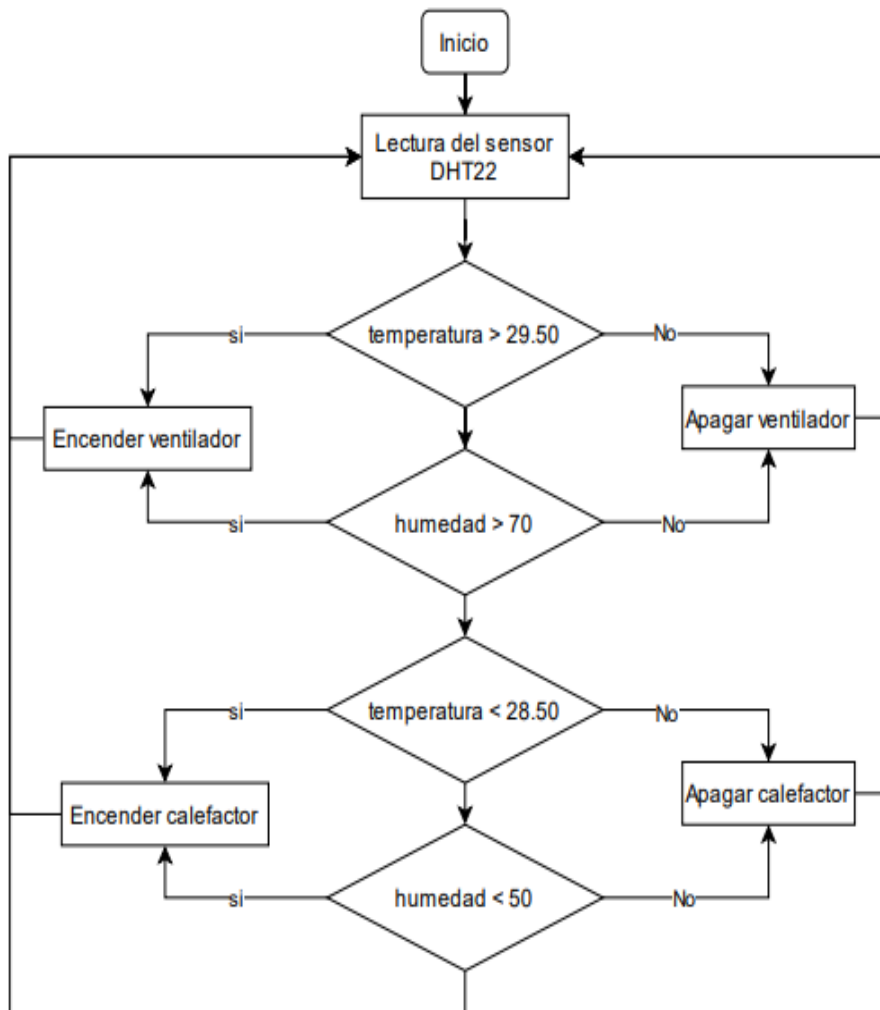 Inicio
Lectura del sensor
DHT22
temperatura > 29.50
si
No
Encender ventilador
Apagar ventilador
humedad > 70
si
No
temperatura < 28.50
si
No
Encender calefactor
Apagar calefactor
humedad < 50
si
No